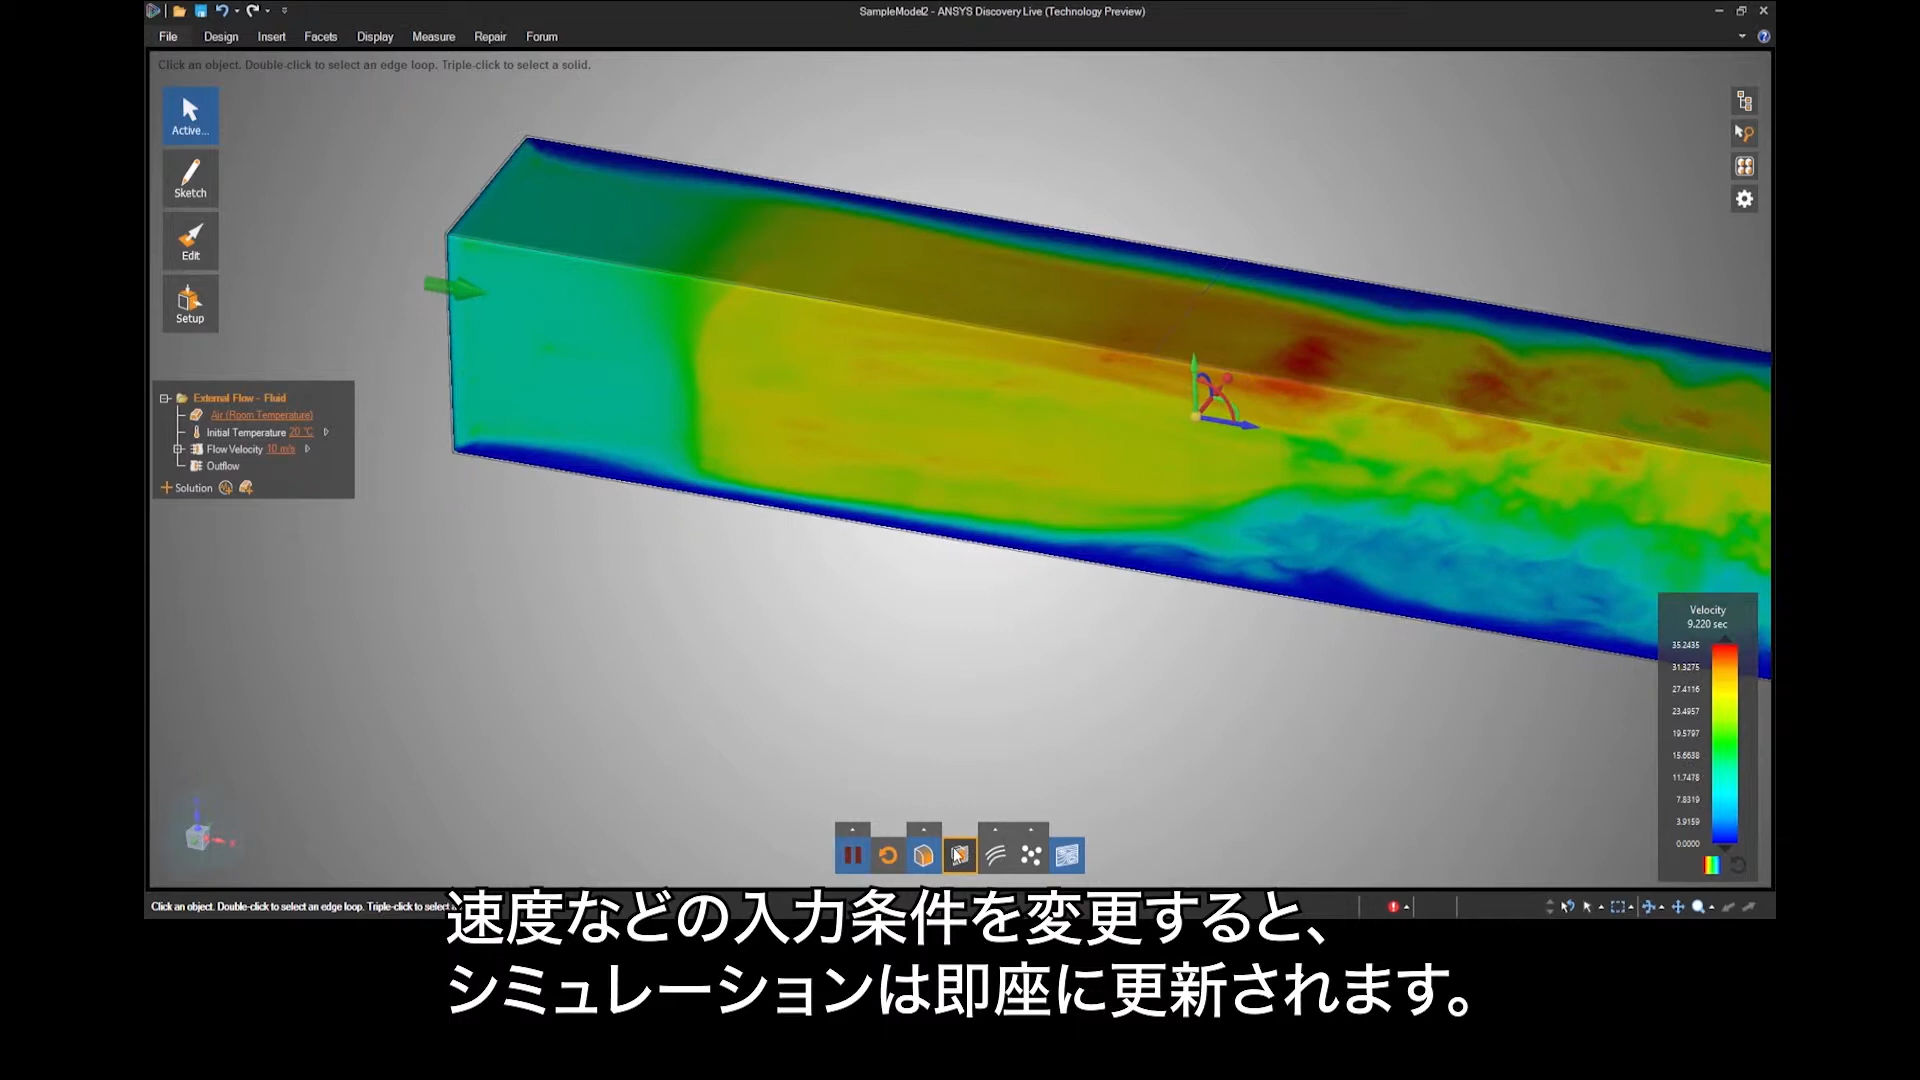 SampleModel2 - ANSYS Discovery Live (Technology Preview)
File Design Insert Facets Display Measure Repair Forum
Click an object. Double-click to select an edge loop. Triple-click to select a solid.
Active...
Sketch
Edit
Setup
External Flow - Fluid
Air (Room Temperature)
Initial Temperature 20 °C
Flow Velocity 10 m/s
Outflow
Solution
Velocity
9.220 sec
35.2435
31.3275
27.4116
23.4957
19.5797
15.6638
11.7478
7.8319
3.9159
0.0000
Click an object. Double-click to select an edge loop. Triple-click to select
速度などの入力条件を変更すると、
シミュレーションは即座に更新されます。